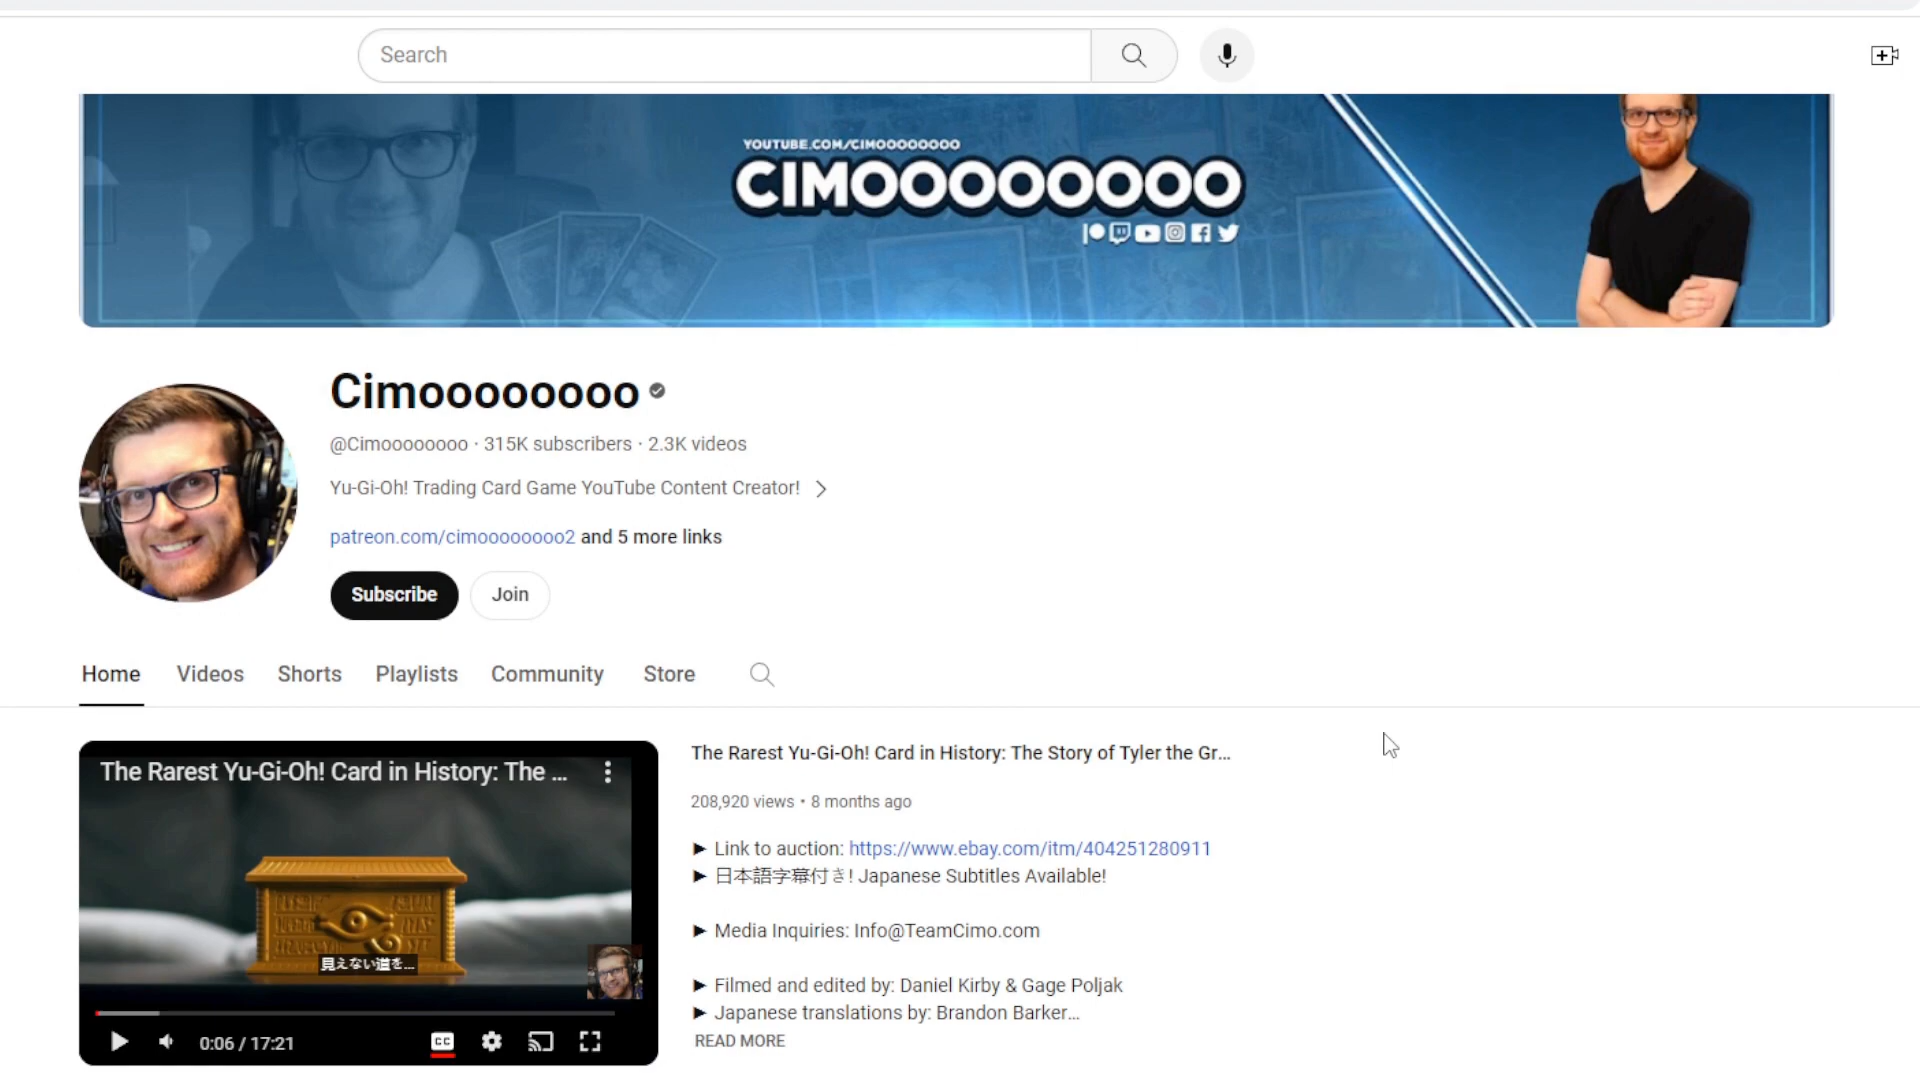 Search
YOUTUBE.COM/CIMOOOOOOOO
CIMOOOOOOOO
Cimoooooooo
@Cimoooooooo · 315K subscribers · 2.3K videos
Yu-Gi-Oh! Trading Card Game YouTube Content Creator!
patreon.com/cimoooooooo2 and 5 more links
Subscribe
Join
Home
Videos
Shorts
Playlists
Community
Store
The Rarest Yu-Gi-Oh! Card in History: The ...
見えない道を...
0:06 / 17:21
CC
The Rarest Yu-Gi-Oh! Card in History: The Story of Tyler the Gr...
208,920 views • 8 months ago
► Link to auction: https://www.ebay.com/itm/404251280911
► 日本語字幕付き! Japanese Subtitles Available!
► Media Inquiries: Info@TeamCimo.com
► Filmed and edited by: Daniel Kirby & Gage Poljak
► Japanese translations by: Brandon Barker...
READ MORE